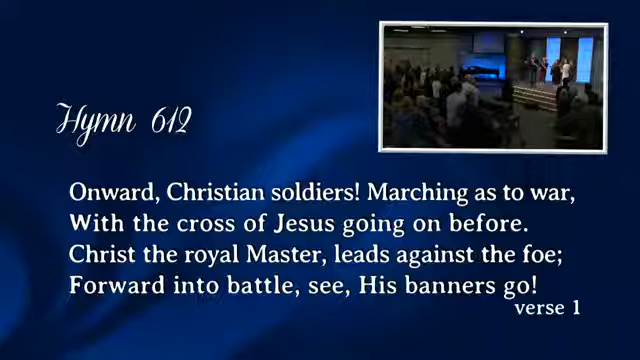 Hymn 612
Onward, Christian soldiers! Marching as to war,
With the cross of Jesus going on before.
Christ the royal Master, leads against the foe;
Forward into battle, see, His banners go!
verse 1